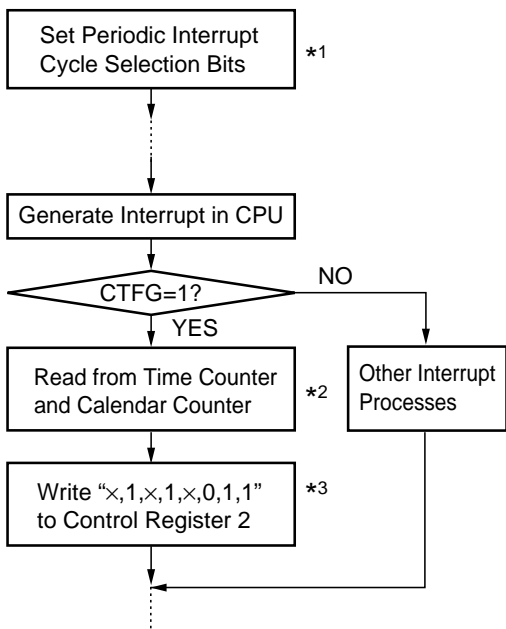 Set Periodic Interrupt
Cycle Selection Bits
*1
Generate Interrupt in CPU
CTFG=1?
NO
YES
Read from Time Counter
and Calendar Counter
*2
Other Interrupt
Processes
Write “×,1,×,1,×,0,1,1”
to Control Register 2
*3